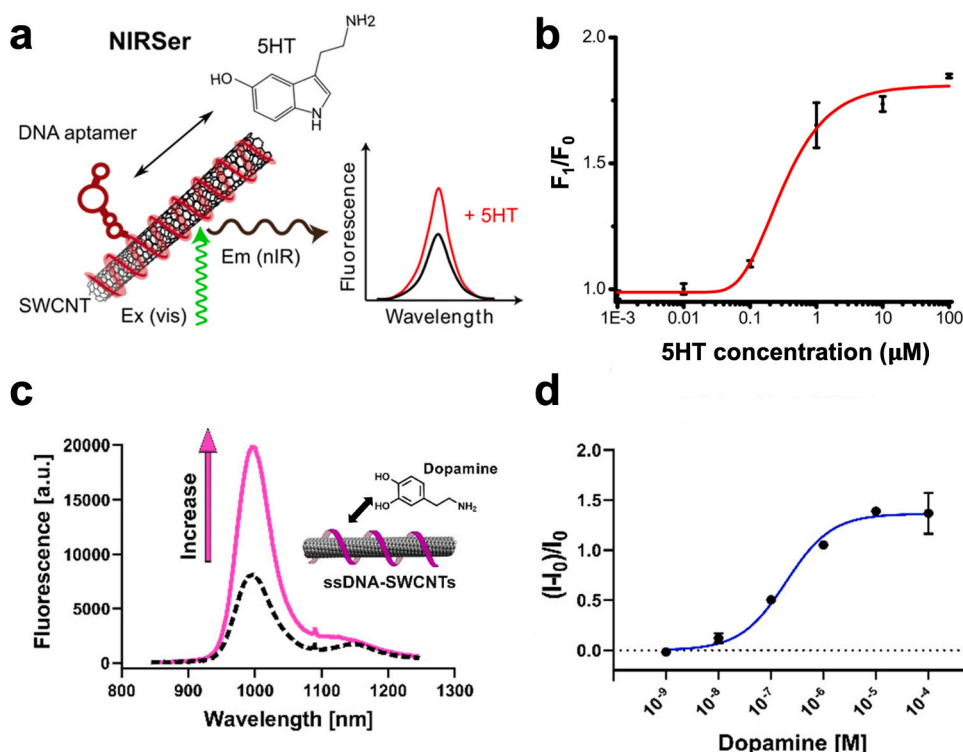 a
NIRSer
5HT
NH2
HO
N
H
DNA aptamer
SWCNT
Ex (vis)
Em (nIR)
Fluorescence
+ 5HT
Wavelength
b
F1/F0
2.0
1.5
1.0
1E-3
0.01
0.1
1
10
100
5HT concentration (μM)
c
Fluorescence [a.u.]
20000
15000
10000
5000
0
Increase
Dopamine
HO
HO
NH2
ssDNA-SWCNTs
800
900
1000
1100
1200
1300
Wavelength [nm]
d
(I-I0)/I0
2.0
1.5
1.0
0.5
0.0
10-9
10-8
10-7
10-6
10-5
10-4
Dopamine [M]